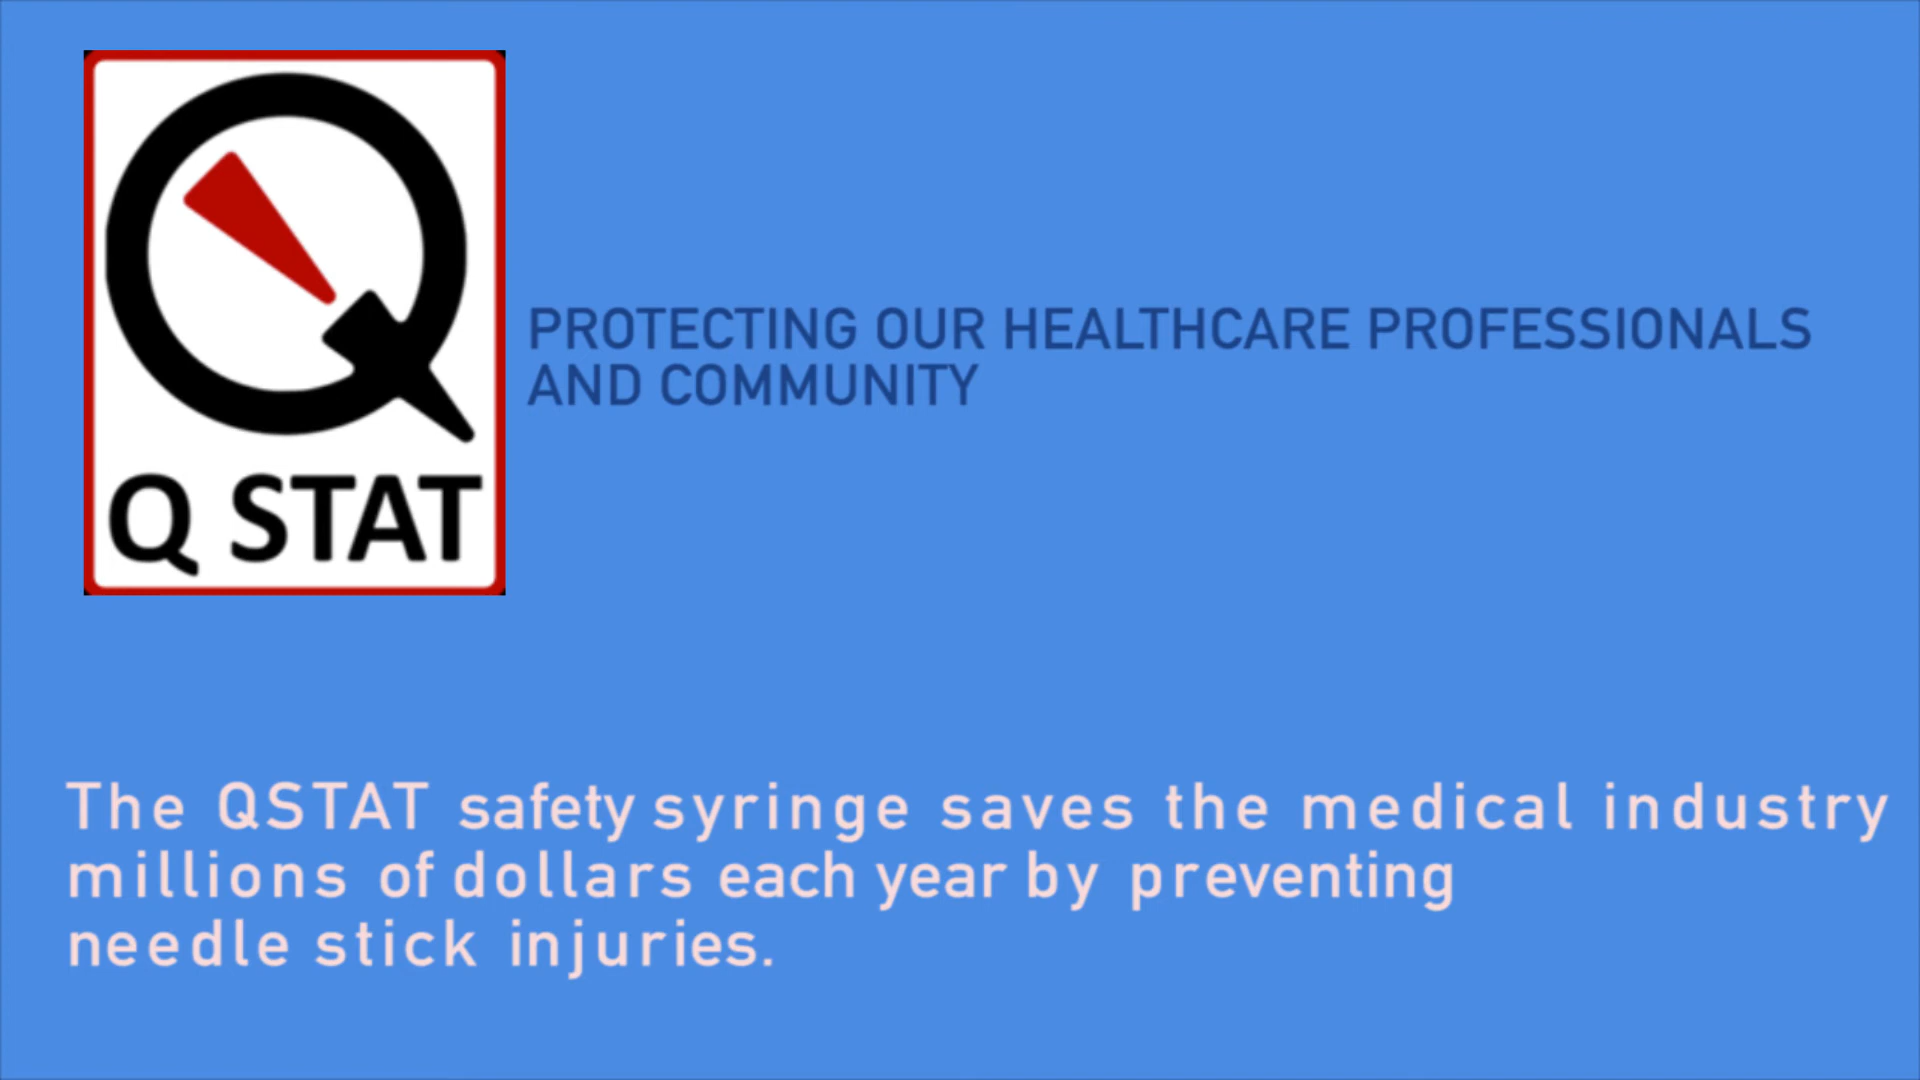 Q STAT
PROTECTING OUR HEALTHCARE PROFESSIONALS
AND COMMUNITY
The QSTAT safety syringe saves the medical industry
millions of dollars each year by preventing
needle stick injuries.